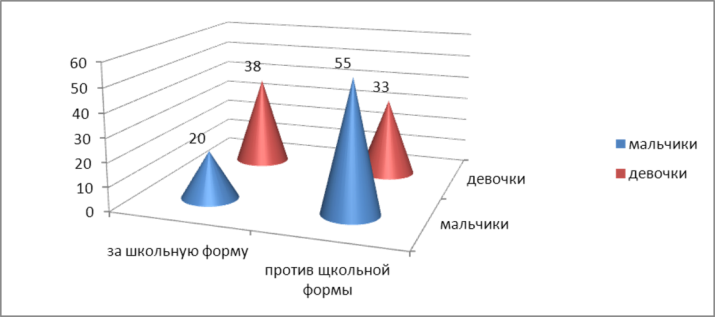 60
50
40
30
20
10
0
20
38
55
33
за школьную форму
против щкольной
формы
девочки
мальчики
мальчики
девочки